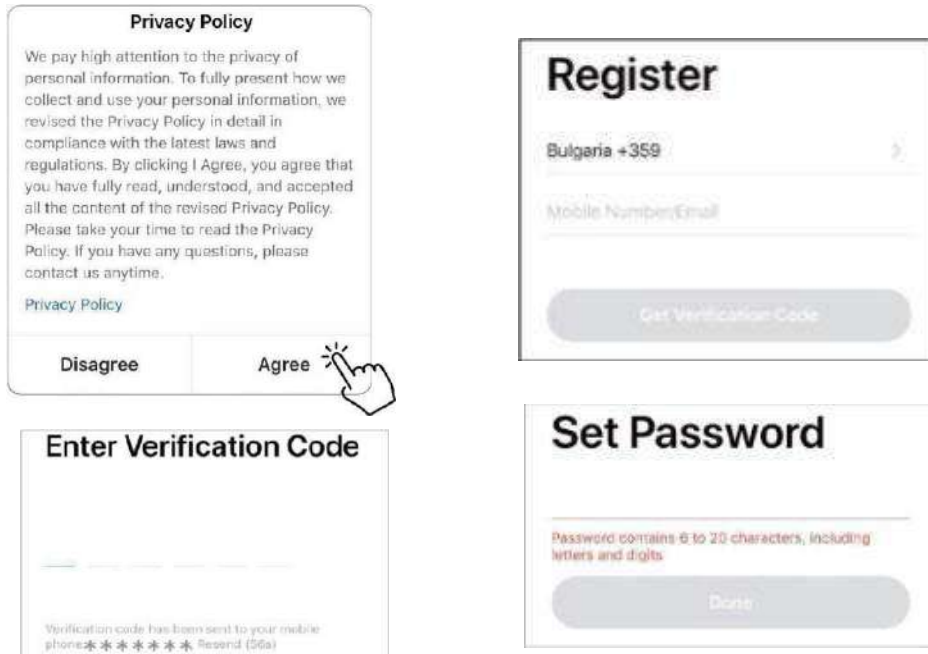 Privacy Policy
We pay high attention to the privacy of
personal information. To fully present how we
collect and use your personal information, we
revised the Privacy Policy in detail in
compliance with the latest laws and
regulations. By clicking I Agree, you agree that
you have fully read, understood, and accepted
all the content of the revised Privacy Policy.
Please take your time to read the Privacy
Policy. If you have any questions, please
contact us anytime.
Privacy Policy
Disagree
Agree
Register
Bulgaria +359
Mobile Number/Email
Get Verification Code
Enter Verification Code
Verification code has been sent to your mobile
phone:******* Resend (56s)
Set Password
Password contains 6 to 20 characters, including
letters and digits
Done